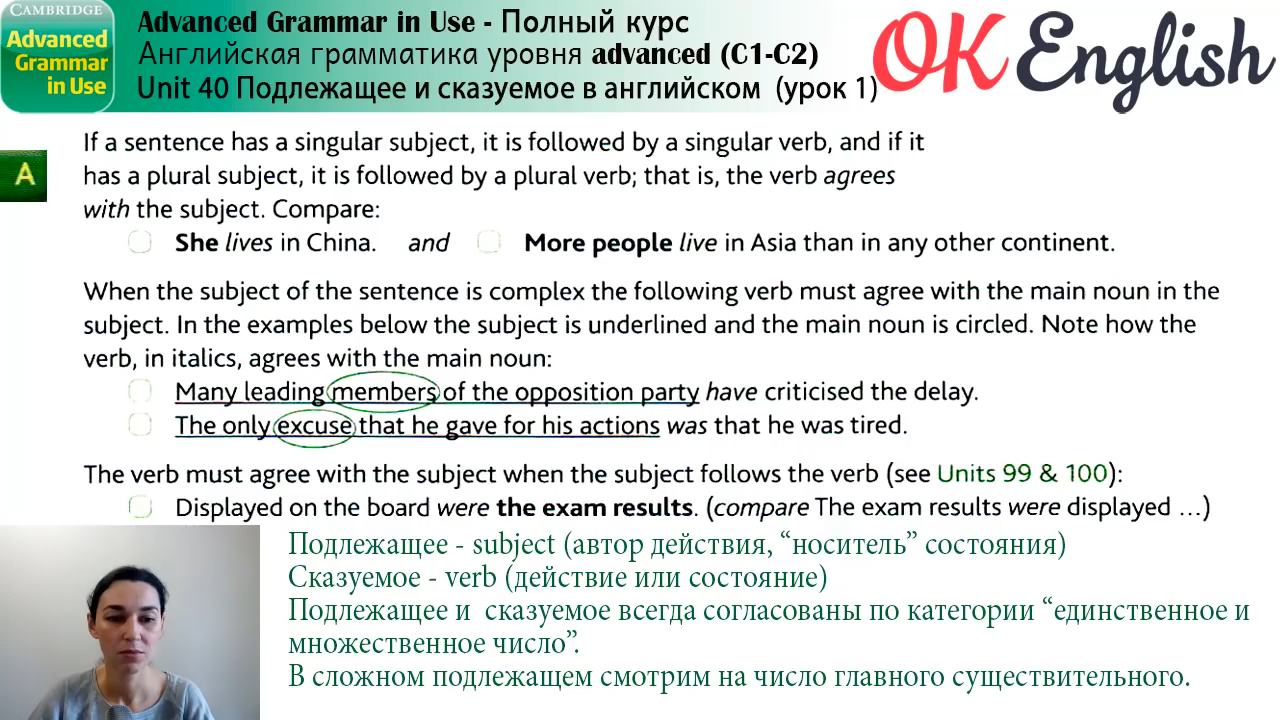 CAMBRIDGE
Advanced
Grammar
in Use
Advanced Grammar in Use - Полный курс
Английская грамматика уровня advanced (C1-C2)
Unit 40 Подлежащее и сказуемое в английском (урок 1)
OK English
A
If a sentence has a singular subject, it is followed by a singular verb, and if it
has a plural subject, it is followed by a plural verb; that is, the verb agrees
with the subject. Compare:
She lives in China. and More people live in Asia than in any other continent.
When the subject of the sentence is complex the following verb must agree with the main noun in the
subject. In the examples below the subject is underlined and the main noun is circled. Note how the
verb, in italics, agrees with the main noun:
Many leading members of the opposition party have criticised the delay.
The only excuse that he gave for his actions was that he was tired.
The verb must agree with the subject when the subject follows the verb (see Units 99 & 100):
Displayed on the board were the exam results. (compare The exam results were displayed ...)
Подлежащее - subject (автор действия, “носитель” состояния)
Сказуемое - verb (действие или состояние)
Подлежащее и сказуемое всегда согласованы по категории “единственное и
множественное число”.
В сложном подлежащем смотрим на число главного существительного.